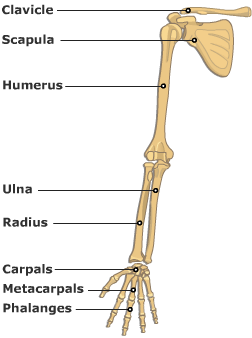 Clavicle
Scapula
Humerus
Ulna
Radius
Carpals
Metacarpals
Phalanges